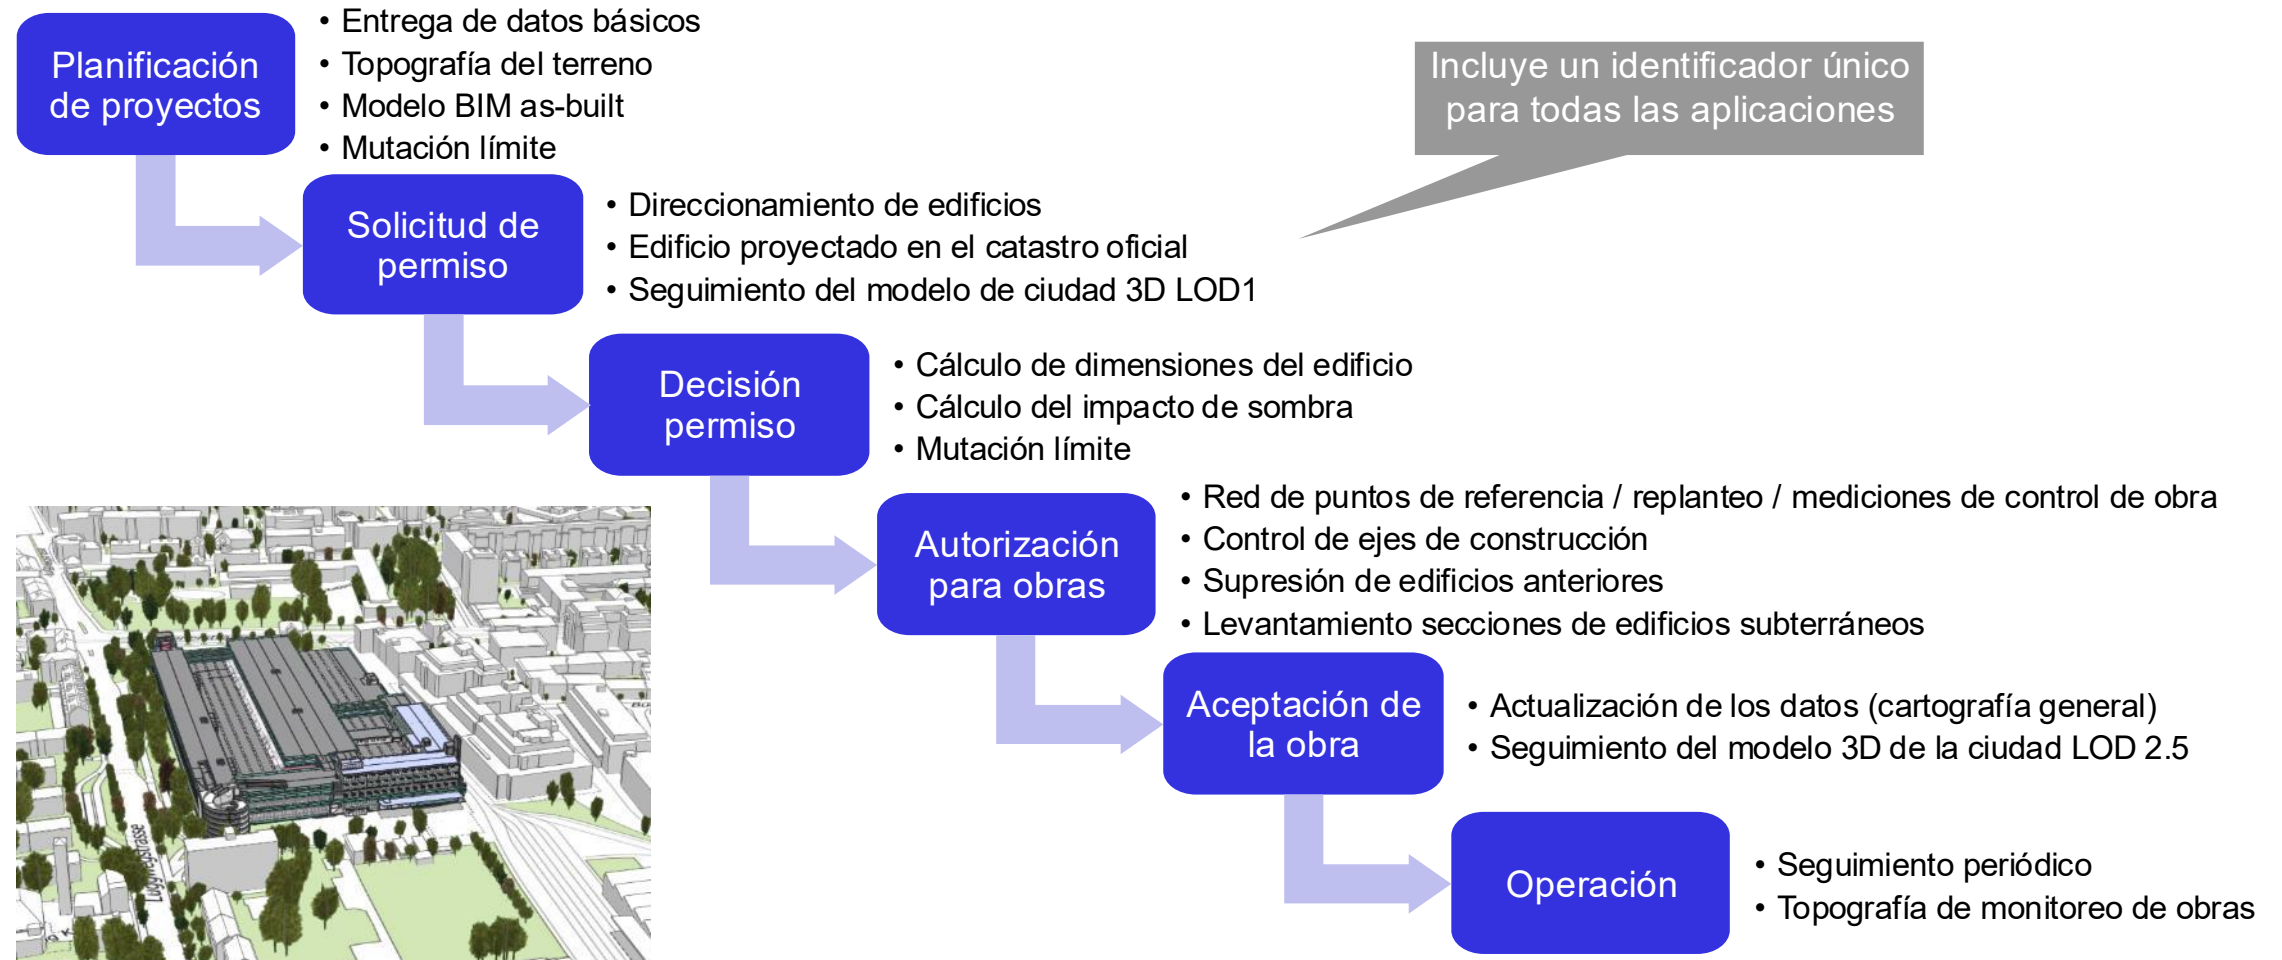 Planificación
de proyectos
• Entrega de datos básicos
• Topografía del terreno
• Modelo BIM as-built
• Mutación límite
Incluye un identificador único
para todas las aplicaciones
Solicitud de
permiso
• Direccionamiento de edificios
• Edificio proyectado en el catastro oficial
• Seguimiento del modelo de ciudad 3D LOD1
Decisión
permiso
• Cálculo de dimensiones del edificio
• Cálculo del impacto de sombra
• Mutación límite
Autorización
para obras
• Red de puntos de referencia / replanteo / mediciones de control de obra
• Control de ejes de construcción
• Supresión de edificios anteriores
• Levantamiento secciones de edificios subterráneos
Aceptación de
la obra
• Actualización de los datos (cartografía general)
• Seguimiento del modelo 3D de la ciudad LOD 2.5
Operación
• Seguimiento periódico
• Topografía de monitoreo de obras